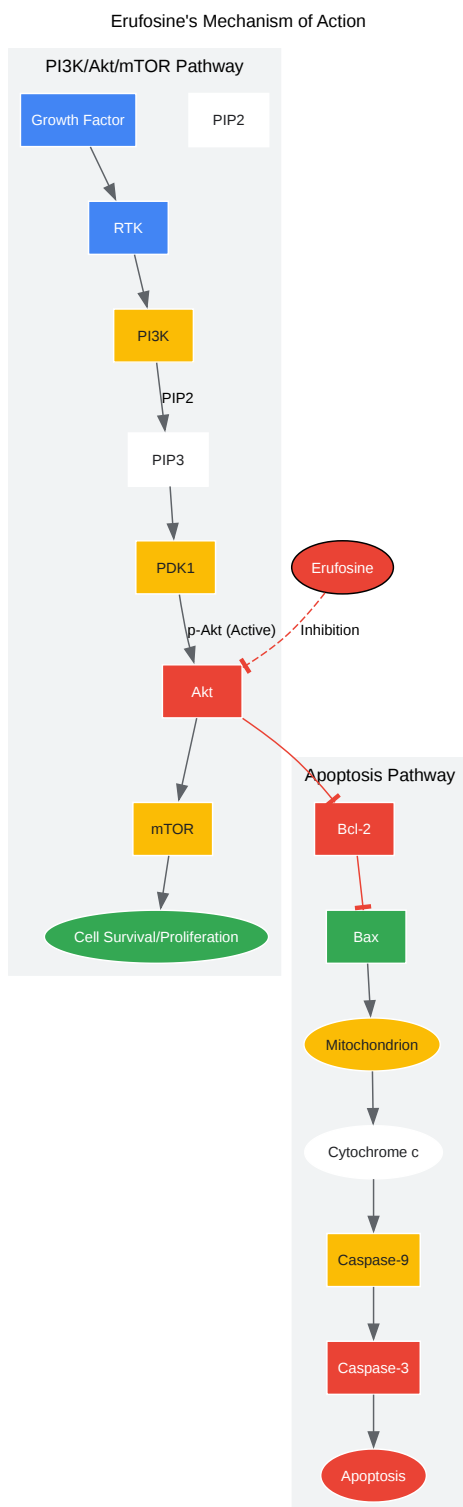 Erufosine's Mechanism of Action
PI3K/Akt/mTOR Pathway
Growth Factor
PIP2
RTK
PI3K
PIP2
PIP3
PDK1
Erufosine
p-Akt (Active)
Inhibition
Akt
Apoptosis Pathway
mTOR
Bcl-2
Cell Survival/Proliferation
Bax
Mitochondrion
Cytochrome c
Caspase-9
Caspase-3
Apoptosis